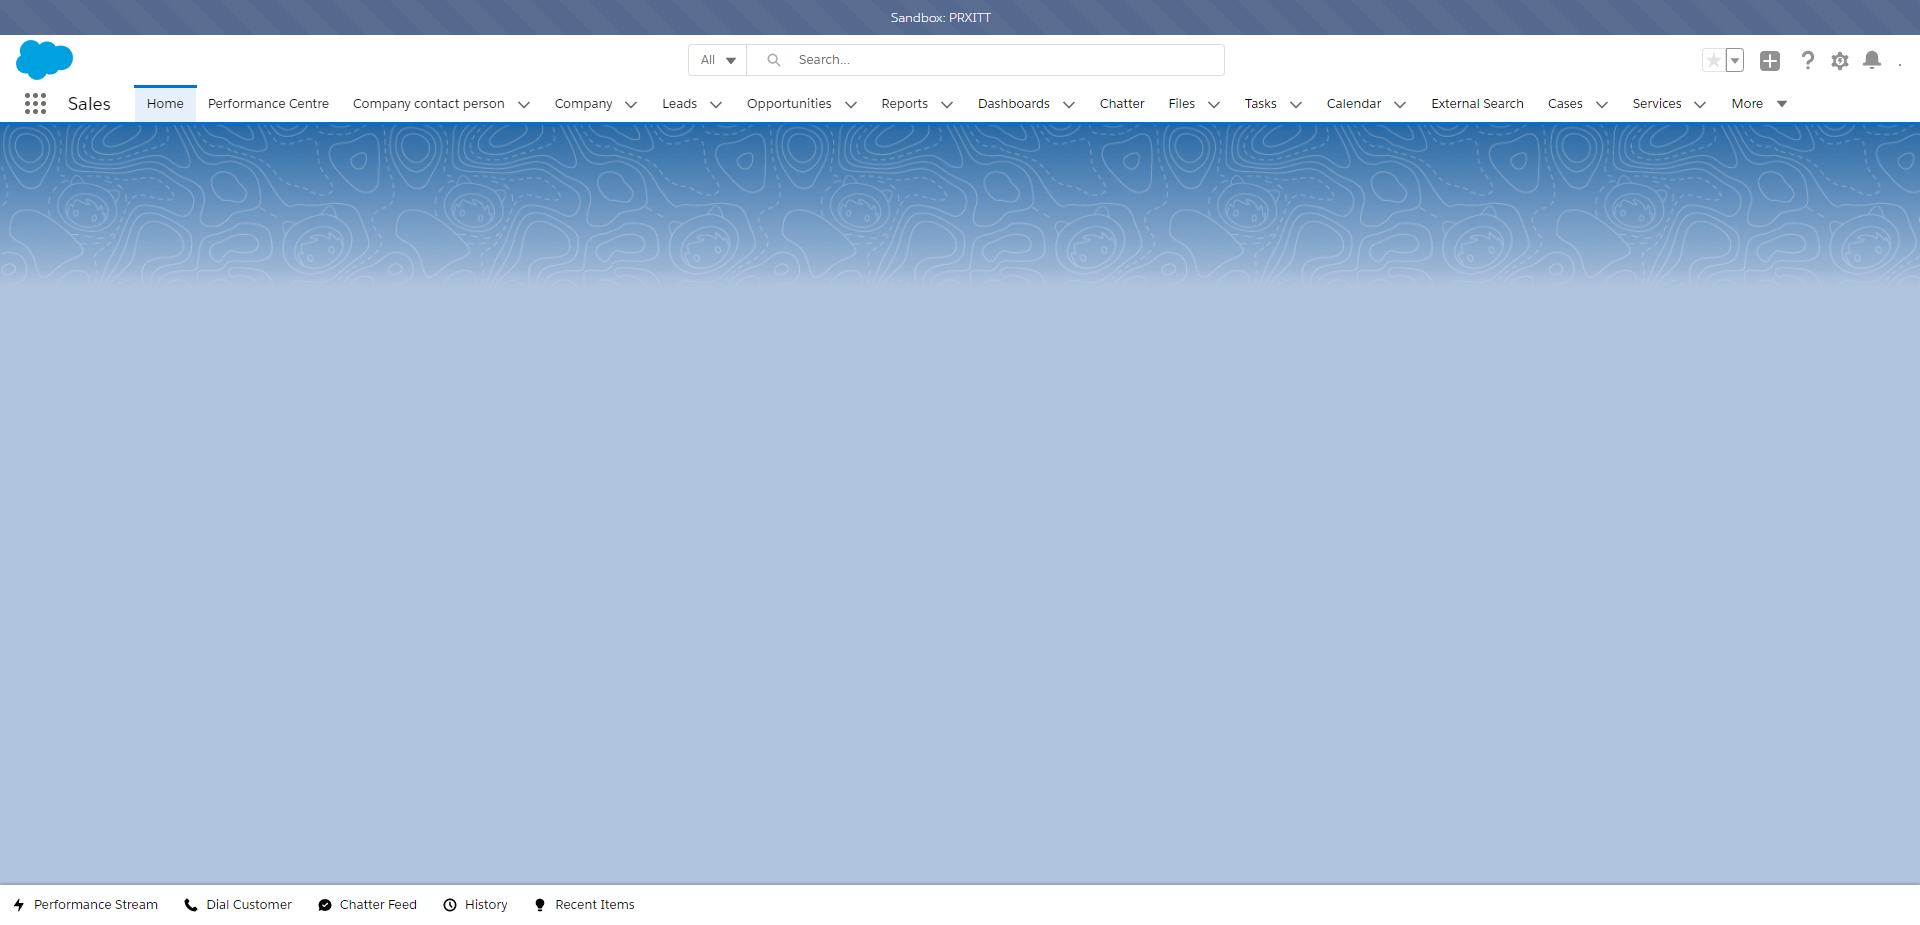 Sandbox: PRXITT
All Search...
Sales Home Performance Centre Company contact person Company Leads Opportunities Reports Dashboards Chatter Files Tasks Calendar External Search Cases Services More
Performance Stream Dial Customer Chatter Feed History Recent Items